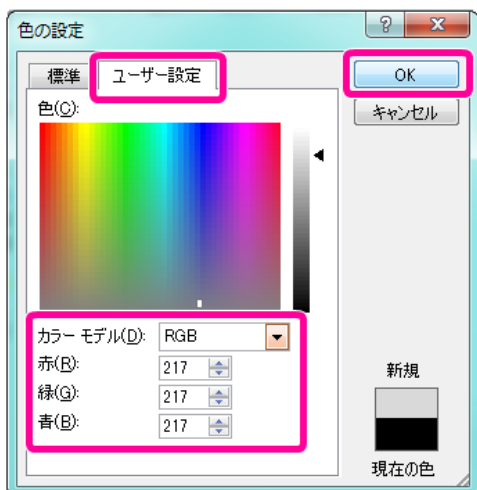 色の設定
標準 ユーザー設定
OK
キャンセル
色(C):
カラー モデル(D): RGB
赤(R): 217
緑(G): 217
青(B): 217
新規
現在の色